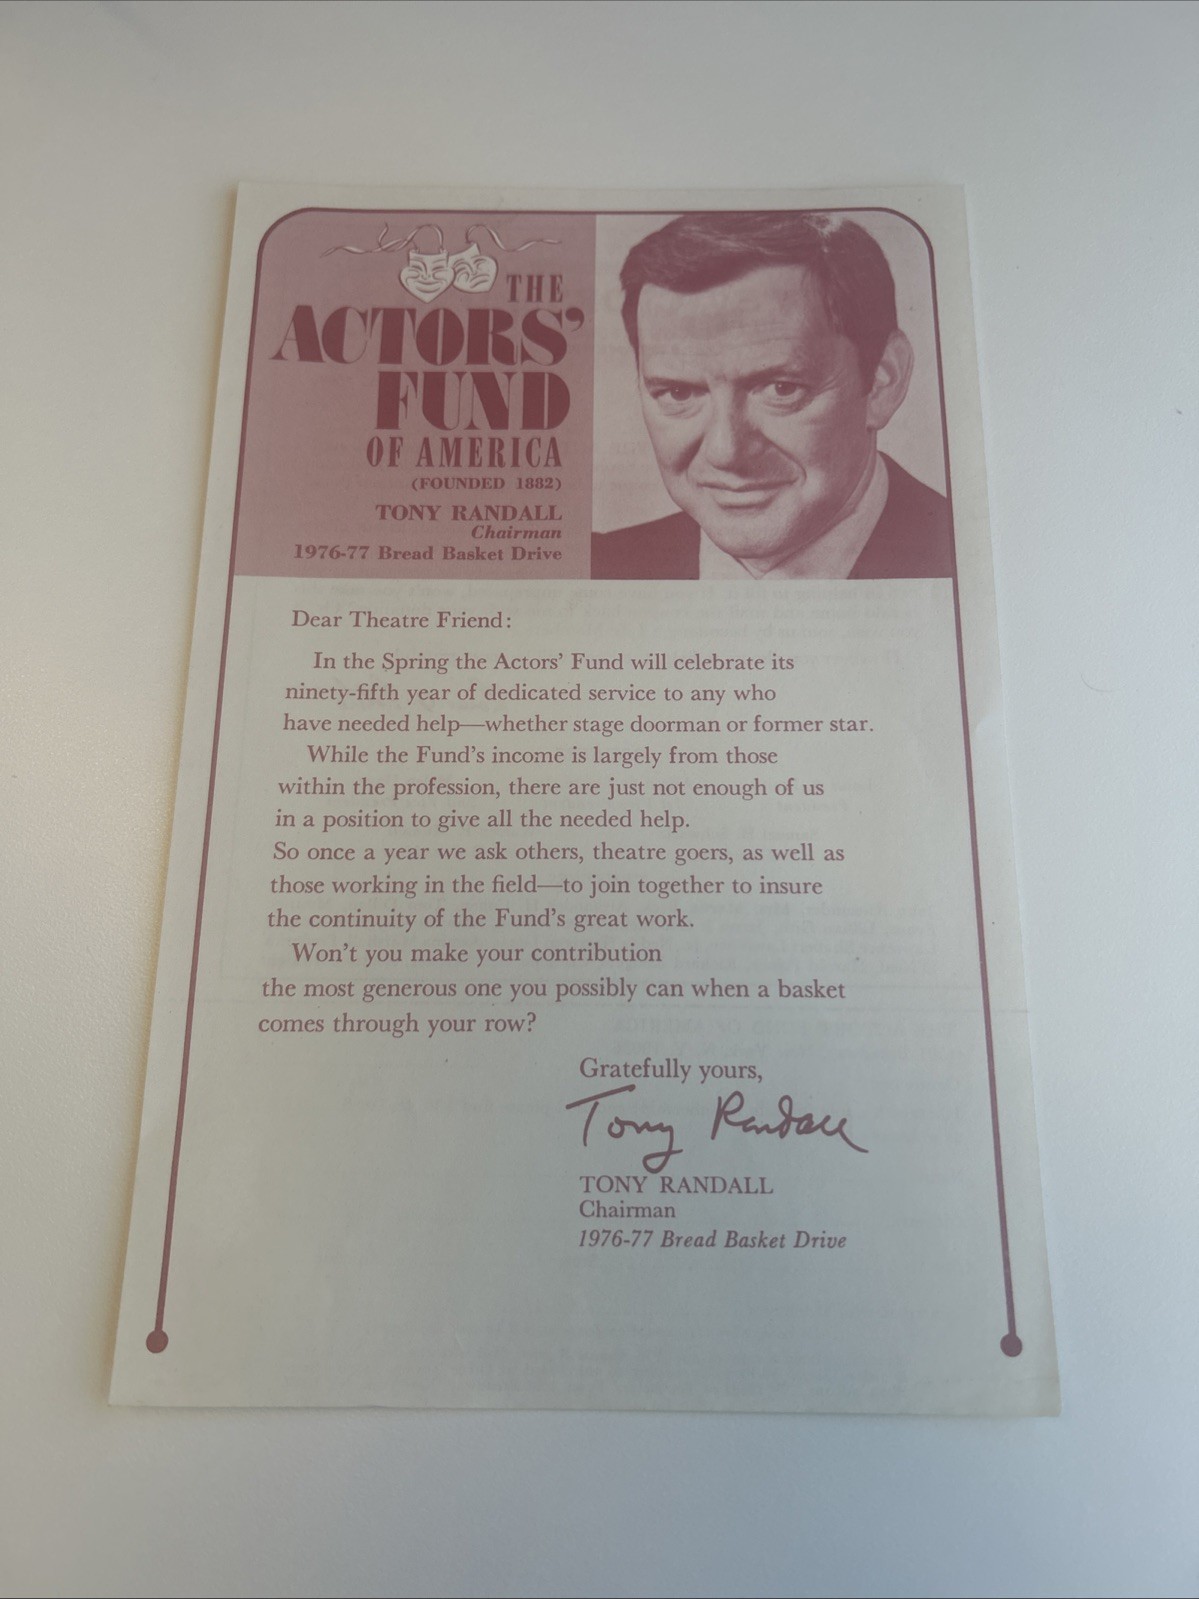 THE
ACTORS'
FUND
OF AMERICA
(FOUNDED 1882)
TONY RANDALL
Chairman
1976-77 Bread Basket Drive
Dear Theatre Friend:
In the Spring the Actors' Fund will celebrate its
ninety-fifth year of dedicated service to any who
have needed help—whether stage doorman or former star.
While the Fund's income is largely from those
within the profession, there are just not enough of us
in a position to give all the needed help.
So once a year we ask others, theatre goers, as well as
those working in the field—to join together to insure
the continuity of the Fund's great work.
Won't you make your contribution
the most generous one you possibly can when a basket
comes through your row?
Gratefully yours,
Tony Randall
TONY RANDALL
Chairman
1976-77 Bread Basket Drive